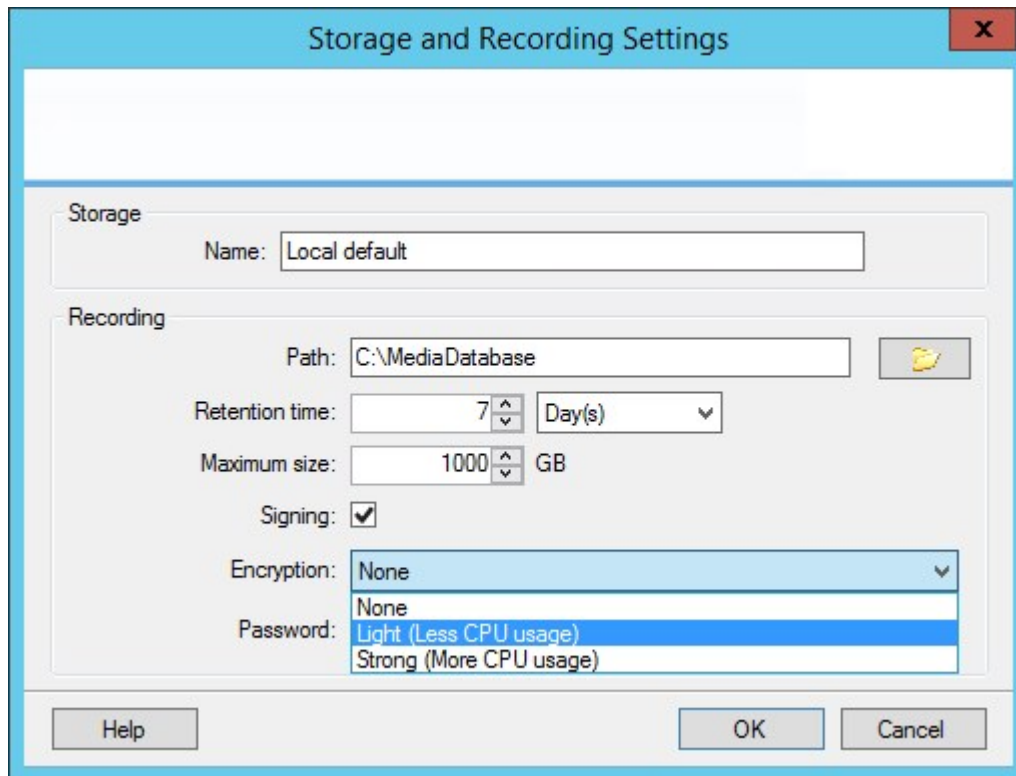 Storage and Recording Settings
x
Storage
Name: Local default
Recording
Path: C:\MediaDatabase
Retention time: 7 Day(s)
Maximum size: 1000 GB
Signing:
Encryption: None
None
Password: Light (Less CPU usage)
Strong (More CPU usage)
Help OK Cancel